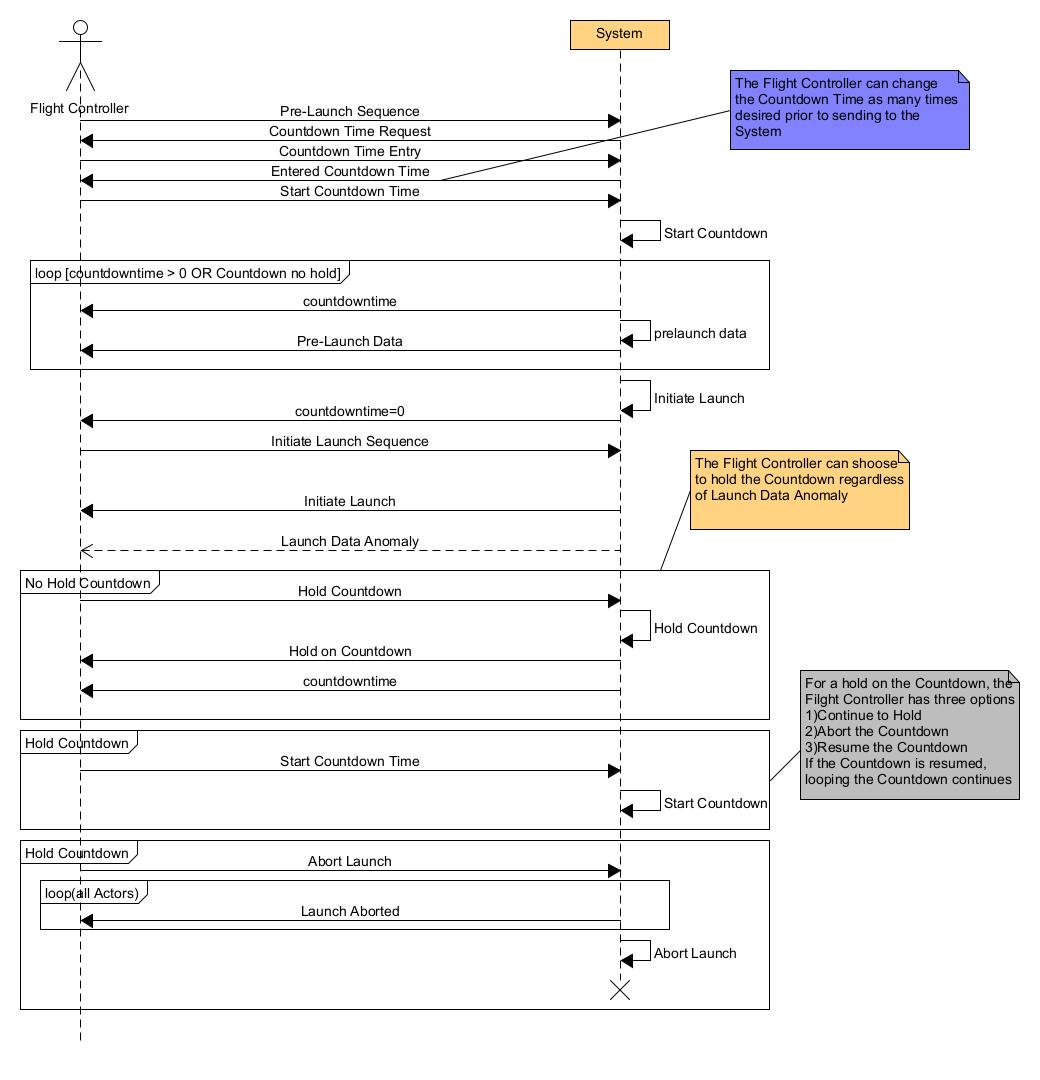 System
Flight Controller
The Flight Controller can change
the Countdown Time as many times
desired prior to sending to the
System
Pre-Launch Sequence
Countdown Time Request
Countdown Time Entry
Entered Countdown Time
Start Countdown Time
Start Countdown
loop [countdowntime > 0 OR Countdown no hold]
countdowntime
prelaunch data
Pre-Launch Data
Initiate Launch
countdowntime=0
Initiate Launch Sequence
The Flight Controller can shoose
to hold the Countdown regardless
of Launch Data Anomaly
Initiate Launch
Launch Data Anomaly
No Hold Countdown
Hold Countdown
Hold Countdown
Hold on Countdown
countdowntime
For a hold on the Countdown, the
Filght Controller has three options
1)Continue to Hold
2)Abort the Countdown
3)Resume the Countdown
If the Countdown is resumed,
looping the Countdown continues
Hold Countdown
Start Countdown Time
Start Countdown
Hold Countdown
Abort Launch
loop(all Actors)
Launch Aborted
Abort Launch